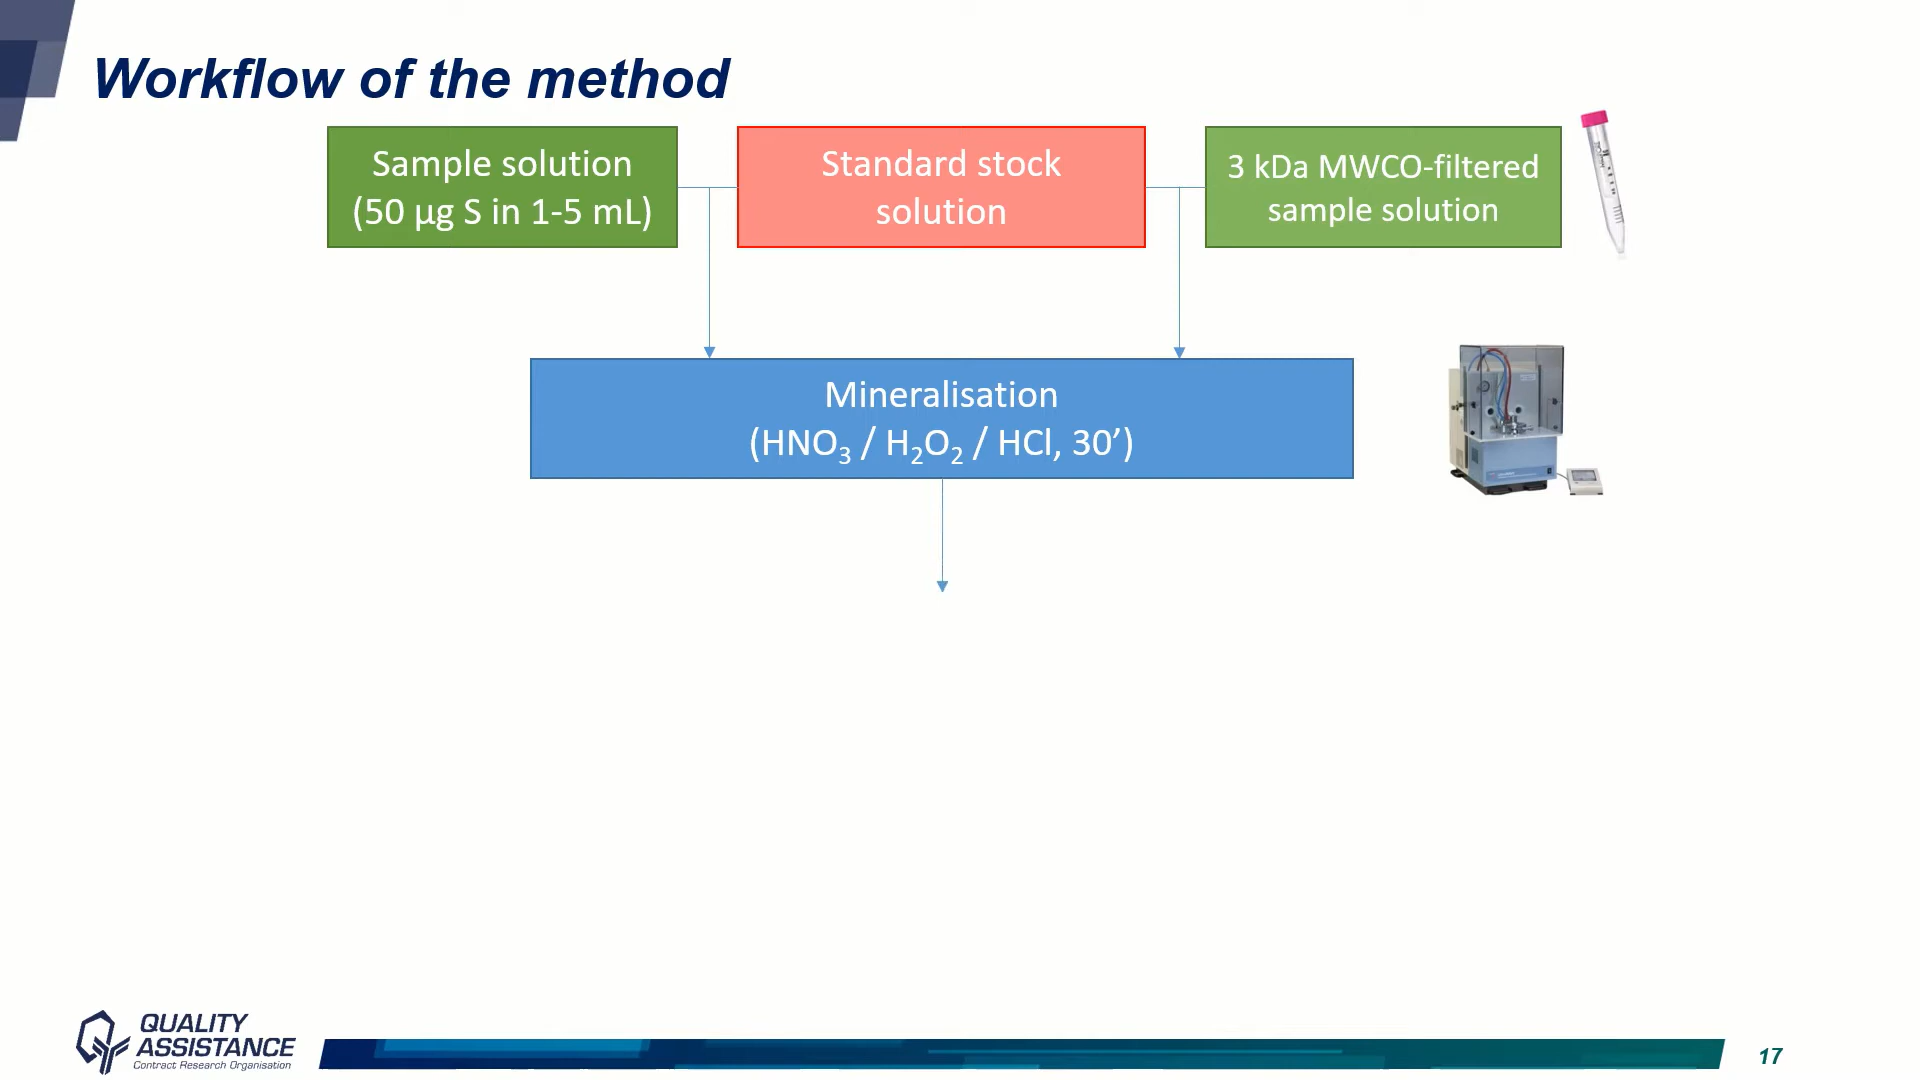 Workflow of the method
Sample solution
(50 µg S in 1-5 mL)
Standard stock
solution
3 kDa MWCO-filtered
sample solution
Mineralisation
(HNO₃ / H₂O₂ / HCl, 30’)
QUALITY
ASSISTANCE
Contract Research Organisation
17